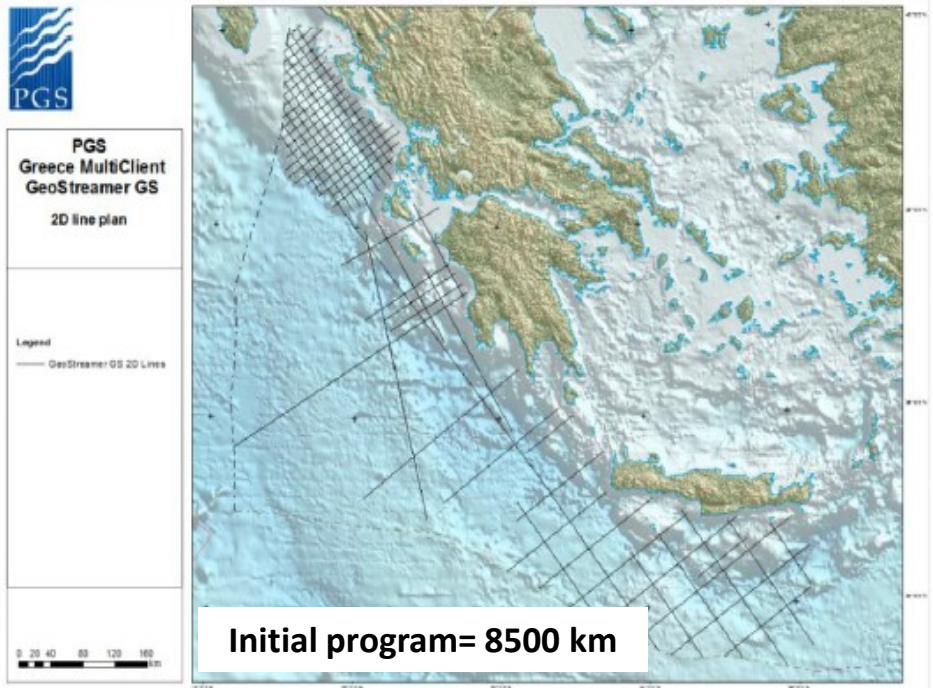 PGS
PGS
Greece MultiClient
GeoStreamer GS
2D line plan
Legend
GeoStreamer GS 2D Lines
0 20 40 80 120 160
km
Initial program= 8500 km